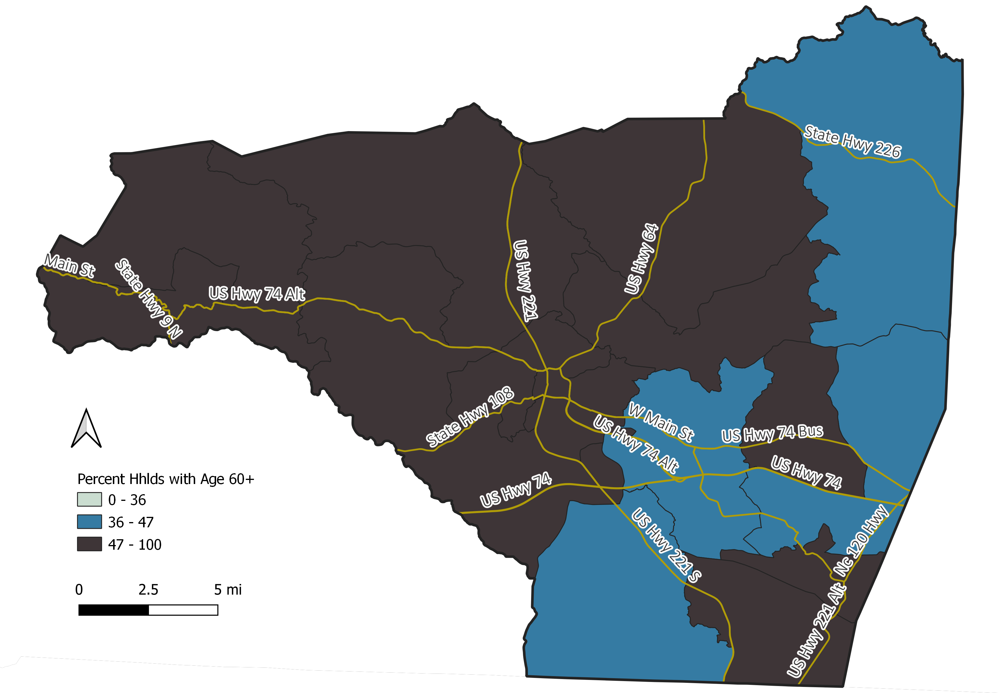 State Hwy 226
US Hwy 64
Main St
State Hwy 9 N
US Hwy 74 Alt
US Hwy 221
State Hwy 108
W Main St
US Hwy 74 Alt
US Hwy 74 Bus
US Hwy 74
US Hwy 74
US Hwy 221 S
Nc 120 Hwy
US Hwy 221 Alt
Percent Hhlds with Age 60+
0 - 36
36 - 47
47 - 100
0 2.5 5 mi